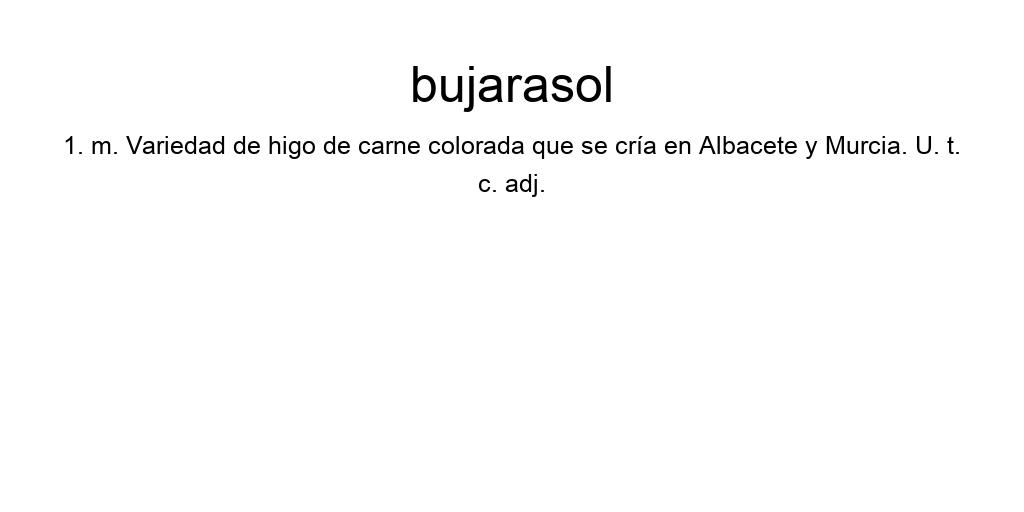 bujarasol
1. m. Variedad de higo de carne colorada que se cría en Albacete y Murcia. U. t.
c. adj.